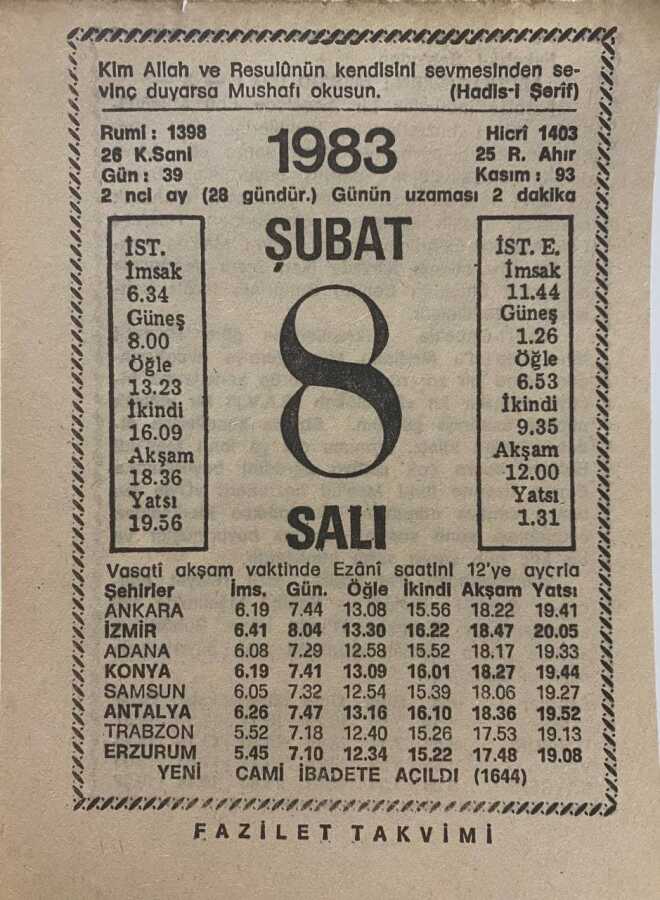 Kim Allah ve Resulûnün kendisini sevmesinden se-
vinç duyarsa Mushafı okusun. (Hadis-i Şerif)
Rumi : 1398
26 K.Sani
Gün : 39
1983
Hicrî 1403
25 R. Ahır
Kasım : 93
2 nci ay (28 gündür.) Günün uzaması 2 dakika
İST.
İmsak
6.34
Güneş
8.00
Öğle
13.23
İkindi
16.09
Akşam
18.36
Yatsı
19.56
ŞUBAT
8
SALI
İST. E.
İmsak
11.44
Güneş
1.26
Öğle
6.53
İkindi
9.35
Akşam
12.00
Yatsı
1.31
Vasatî akşam vaktinde Ezânî saatini 12'ye aycrla
Şehirler İms. Gün. Öğle İkindi Akşam Yatsı
ANKARA 6.19 7.44 13.08 15.56 18.22 19.41
İZMİR 6.41 8.04 13.30 16.22 18.47 20.05
ADANA 6.08 7.29 12.58 15.52 18.17 19.33
KONYA 6.19 7.41 13.09 16.01 18.27 19.44
SAMSUN 6.05 7.32 12.54 15.39 18.06 19.27
ANTALYA 6.26 7.47 13.16 16.10 18.36 19.52
TRABZON 5.52 7.18 12.40 15.26 17.53 19.13
ERZURUM 5.45 7.10 12.34 15.22 17.48 19.08
YENİ CAMİ İBADETE AÇILDI (1644)
FAZİLET TAKVİMİ